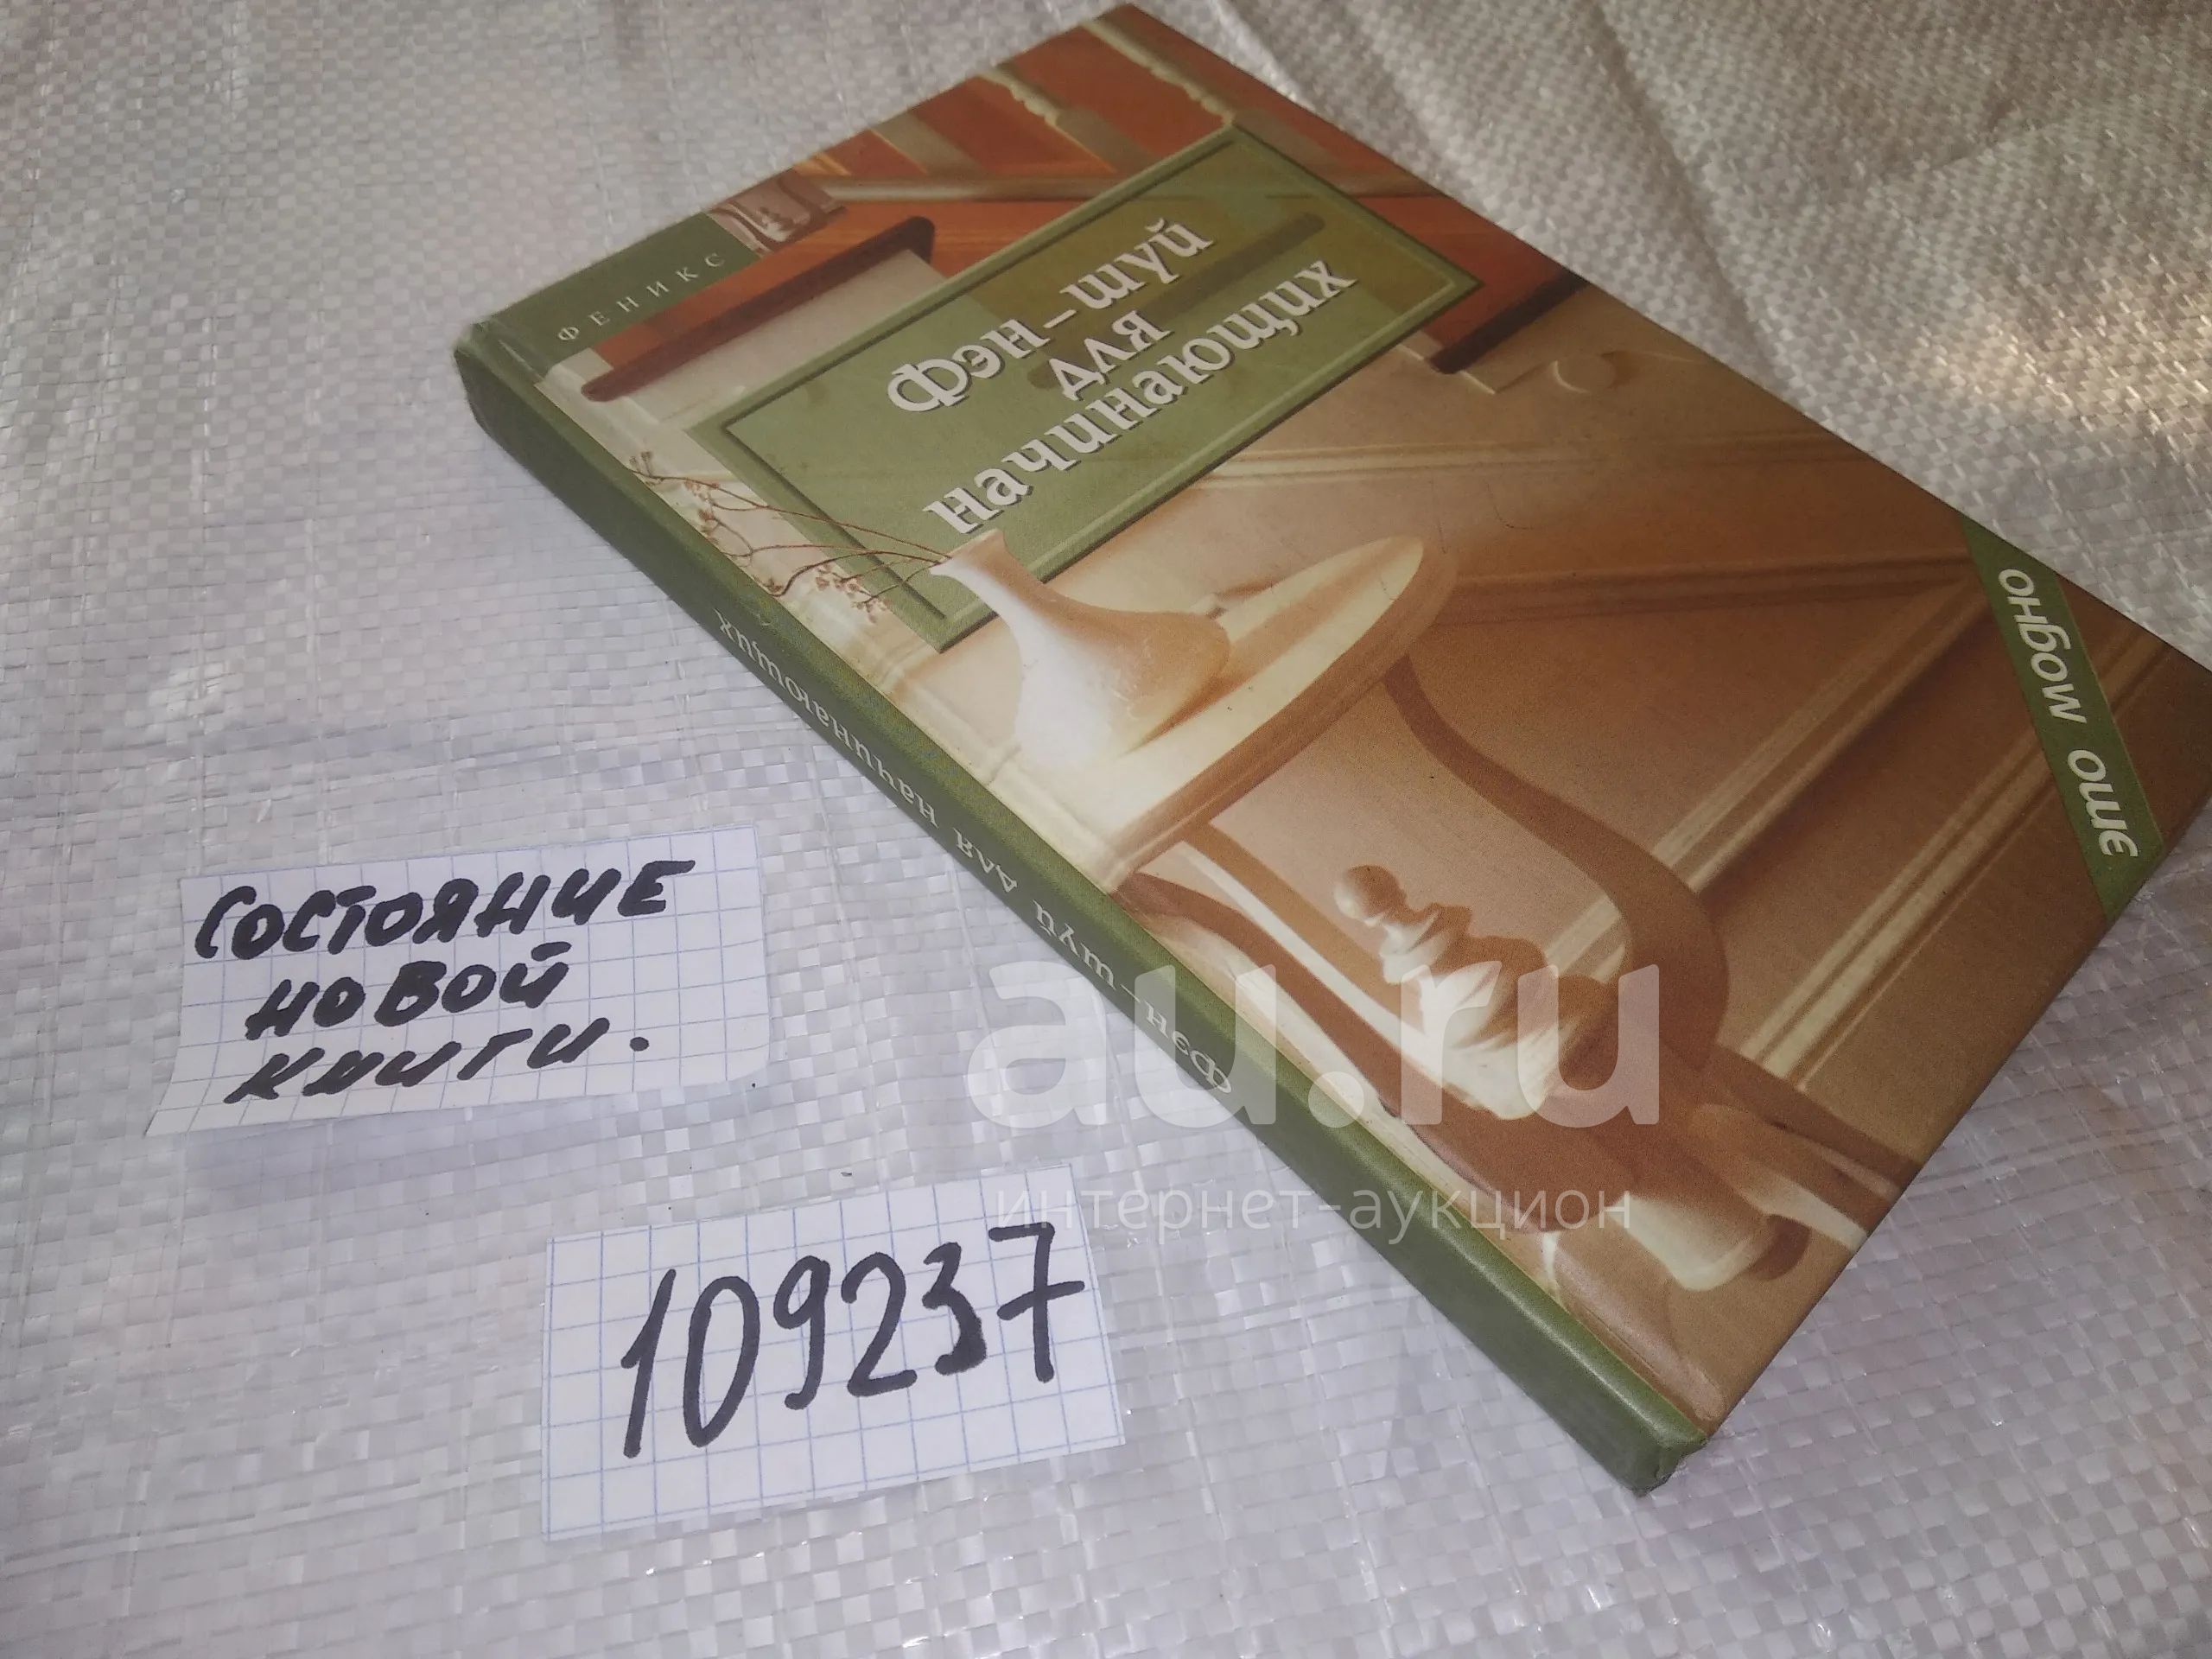 ФЕНИКС
Фэн-шуй
для
начинающих
это модно
Фэн-шуй для начинающих
СОСТОЯНИЕ
НОВОЙ
КНИГИ.
109237
au.ru
интернет-аукцион